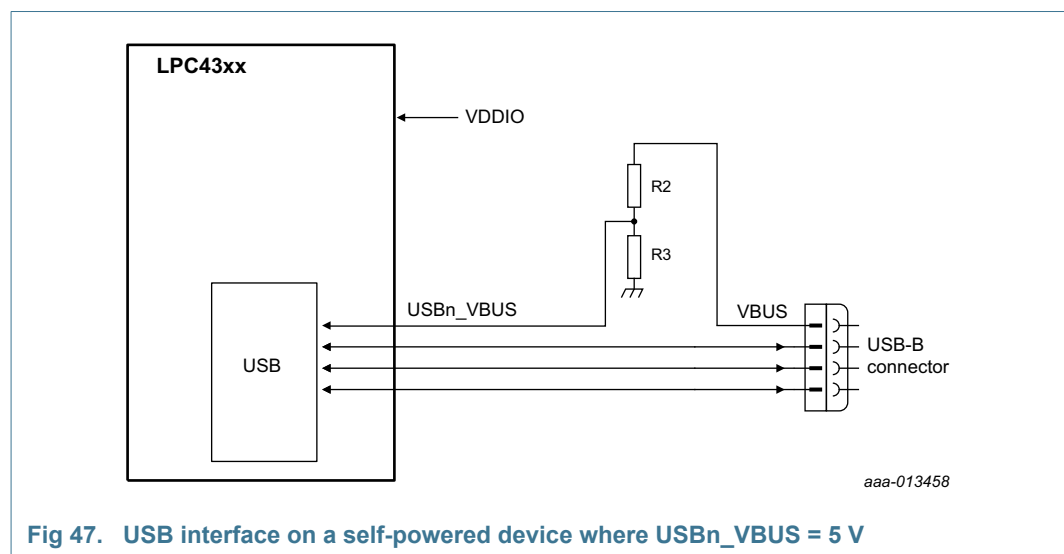 LPC43xx
VDDIO
R2
R3
USBn_VBUS
VBUS
USB
USB-B
connector
aaa-013458
Fig 47. USB interface on a self-powered device where USBn_VBUS = 5 V